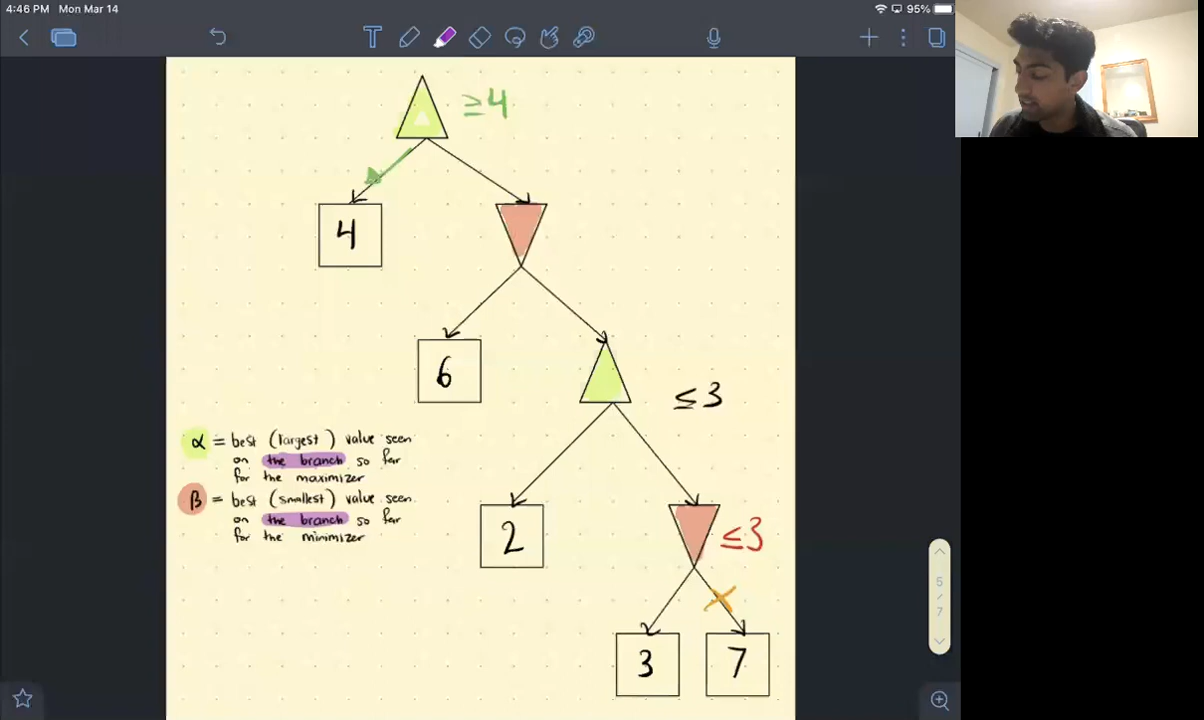 4:46 PM Mon Mar 14
95%
T
≥4
4
6
≤3
α = best (largest) value seen
on the branch so far
for the maximizer
β = best (smallest) value seen
on the branch so far
for the minimizer
2
≤3
3
7
5
/
7